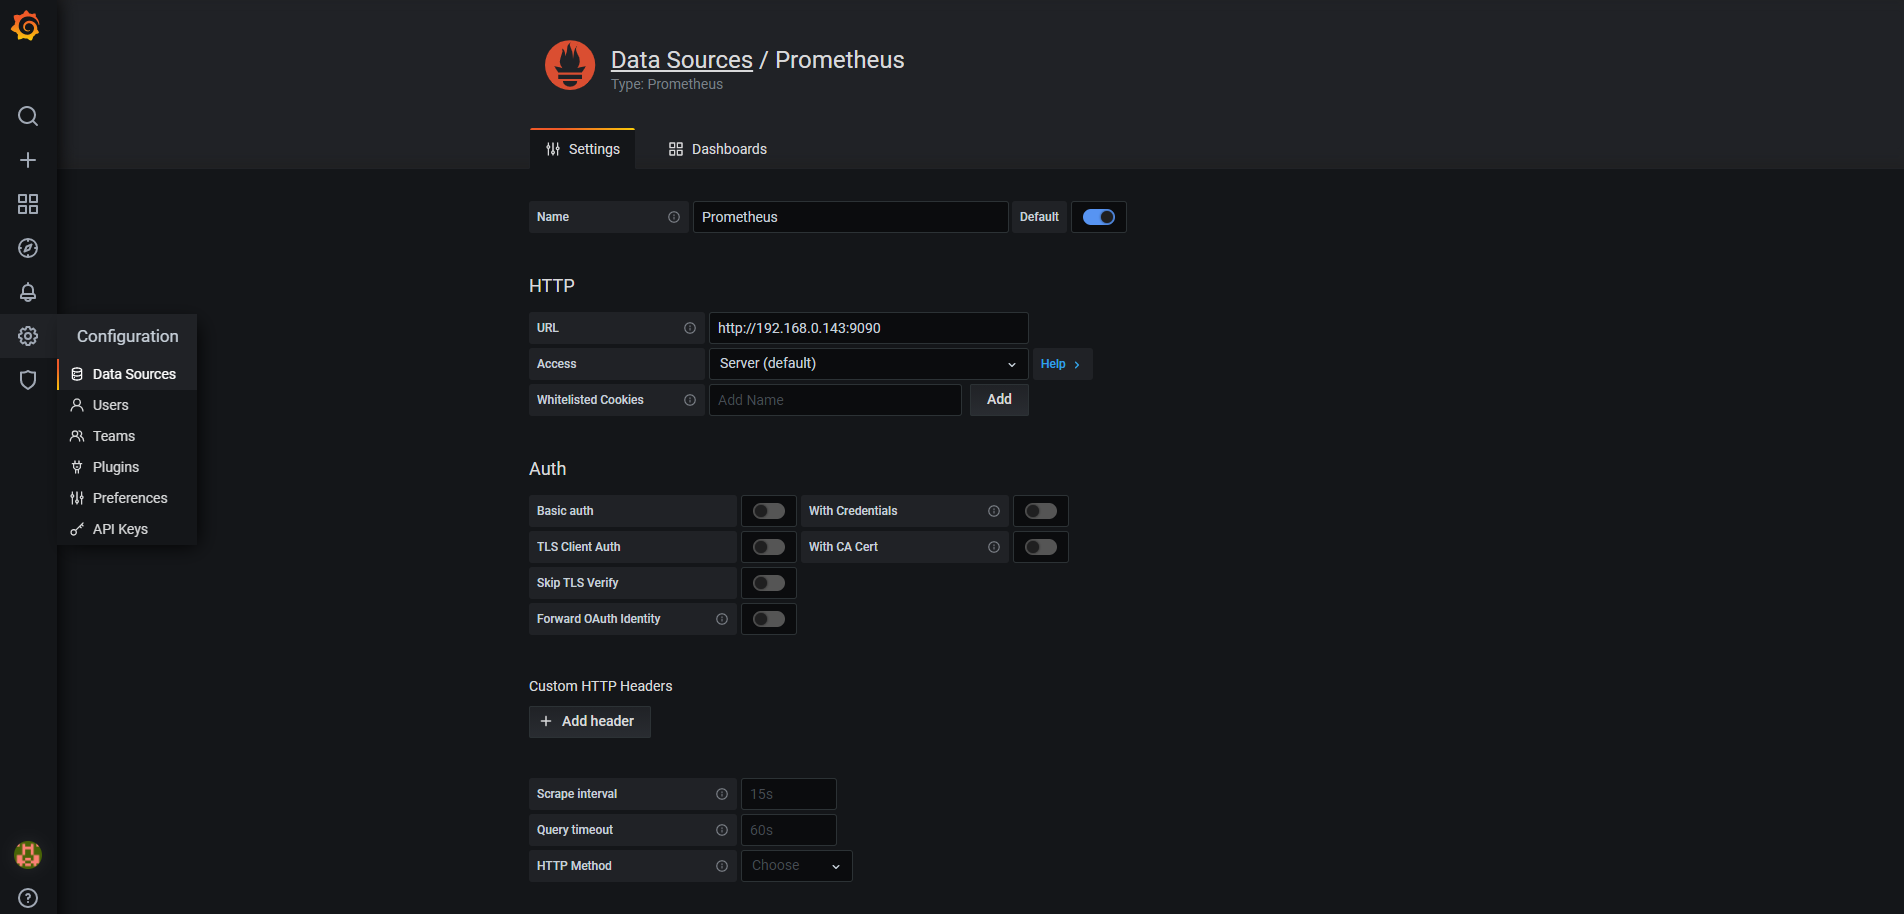 Data Sources / Prometheus
Type: Prometheus
Settings
Dashboards
Name
Prometheus
Default
HTTP
URL
http://192.168.0.143:9090
Configuration
Access
Server (default)
Help
Data Sources
Whitelisted Cookies
Add Name
Add
Users
Teams
Plugins
Preferences
API Keys
Auth
Basic auth
With Credentials
TLS Client Auth
With CA Cert
Skip TLS Verify
Forward OAuth Identity
Custom HTTP Headers
Add header
Scrape interval
15s
Query timeout
60s
HTTP Method
Choose